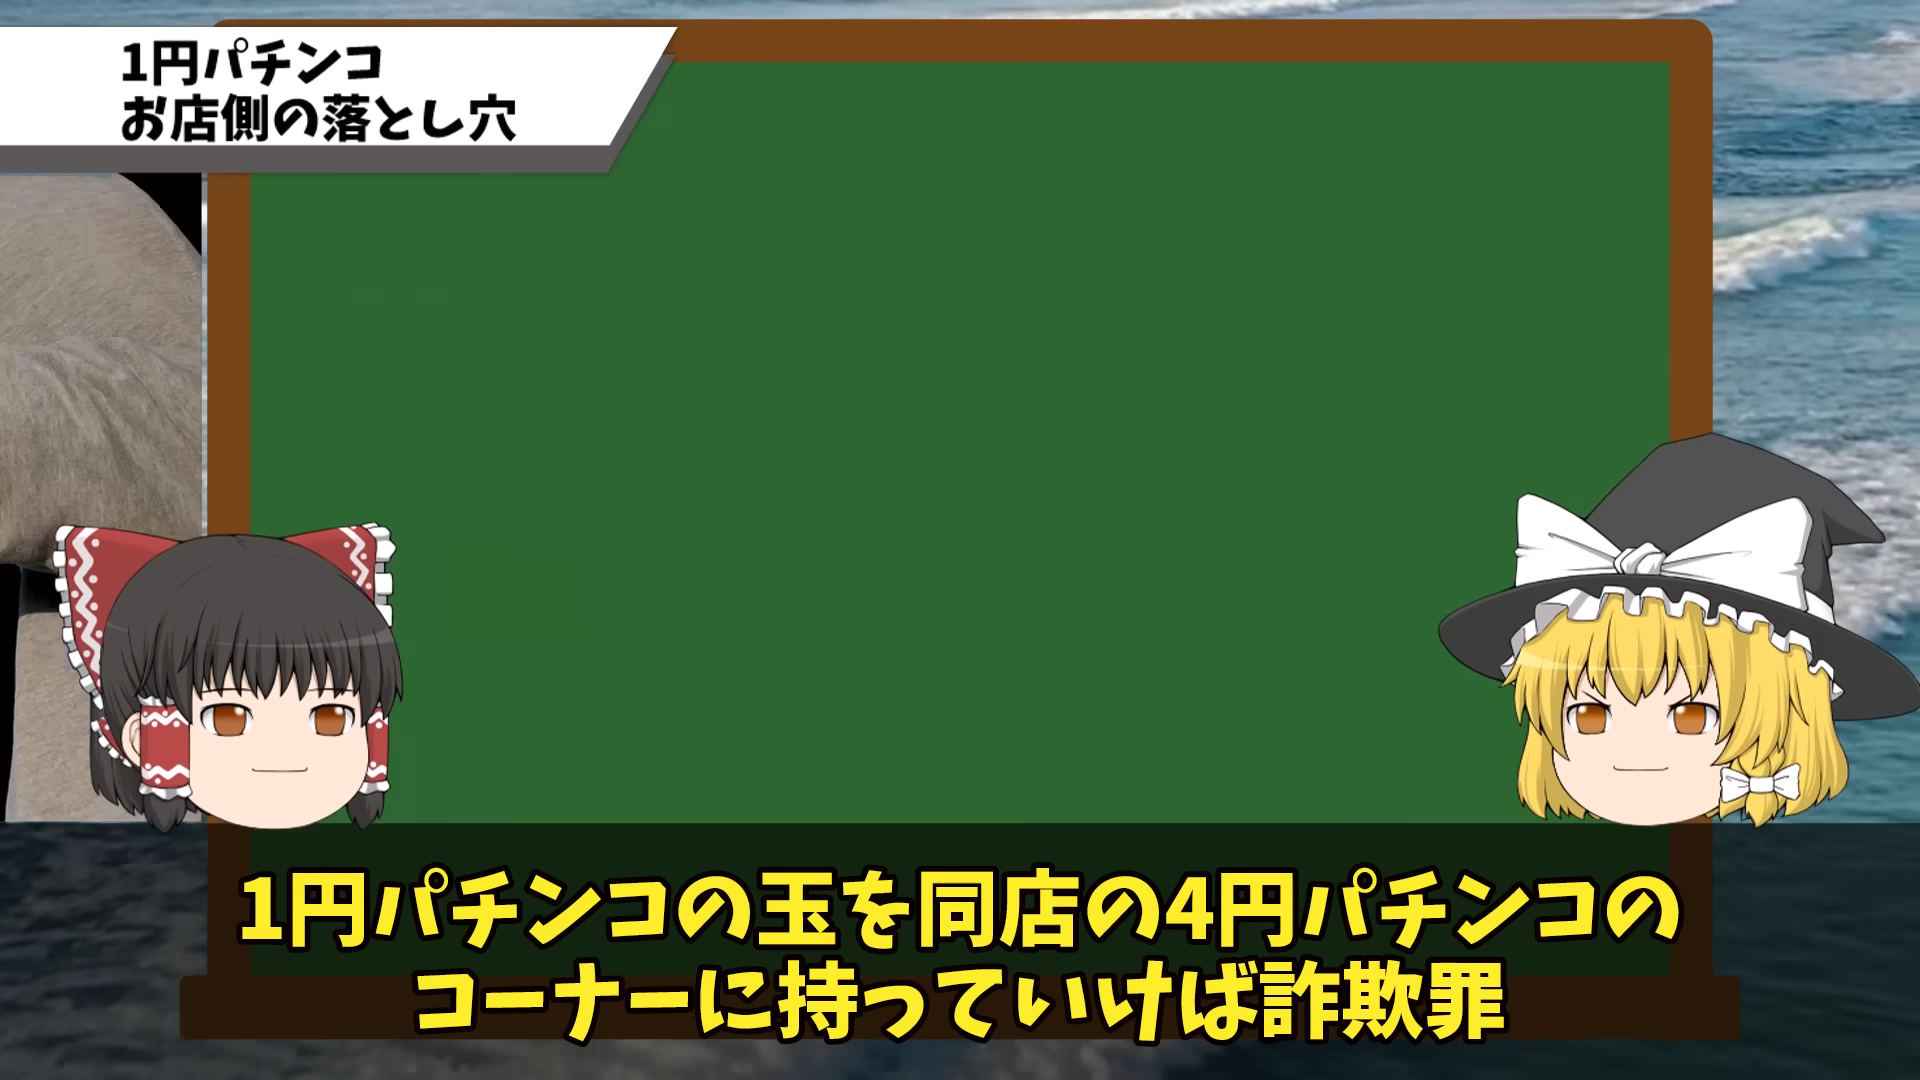 1円パチンコ
お店側の落とし穴
1円パチンコの玉を同店の4円パチンコの
コーナーに持っていけば詐欺罪